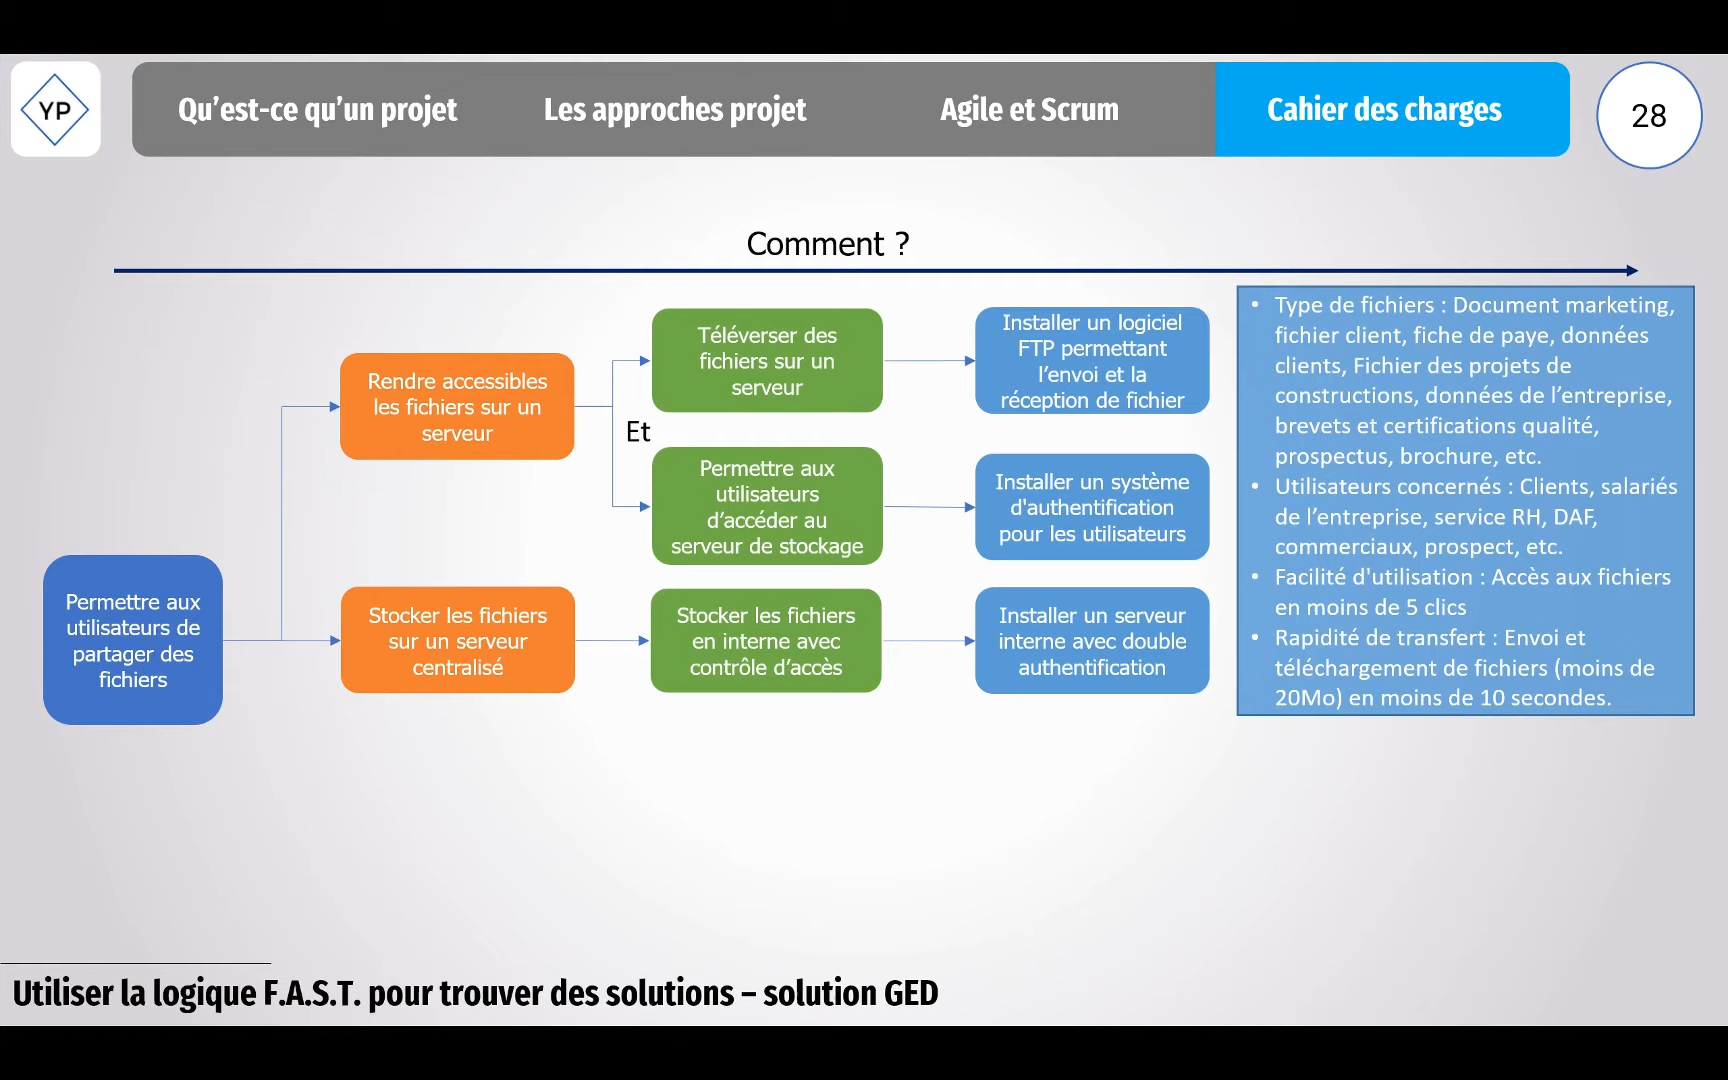 YP
Qu’est-ce qu’un projet
Les approches projet
Agile et Scrum
Cahier des charges
28
Comment ?
Permettre aux
utilisateurs de
partager des
fichiers
Rendre accessibles
les fichiers sur un
serveur
Stocker les fichiers
sur un serveur
centralisé
Téléverser des
fichiers sur un
serveur
Et
Permettre aux
utilisateurs
d’accéder au
serveur de stockage
Stocker les fichiers
en interne avec
contrôle d’accès
Installer un logiciel
FTP permettant
l’envoi et la
réception de fichier
Installer un système
d'authentification
pour les utilisateurs
Installer un serveur
interne avec double
authentification
• Type de fichiers : Document marketing,
fichier client, fiche de paye, données
clients, Fichier des projets de
constructions, données de l’entreprise,
brevets et certifications qualité,
prospectus, brochure, etc.
• Utilisateurs concernés : Clients, salariés
de l’entreprise, service RH, DAF,
commerciaux, prospect, etc.
• Facilité d'utilisation : Accès aux fichiers
en moins de 5 clics
• Rapidité de transfert : Envoi et
téléchargement de fichiers (moins de
20Mo) en moins de 10 secondes.
Utiliser la logique F.A.S.T. pour trouver des solutions – solution GED